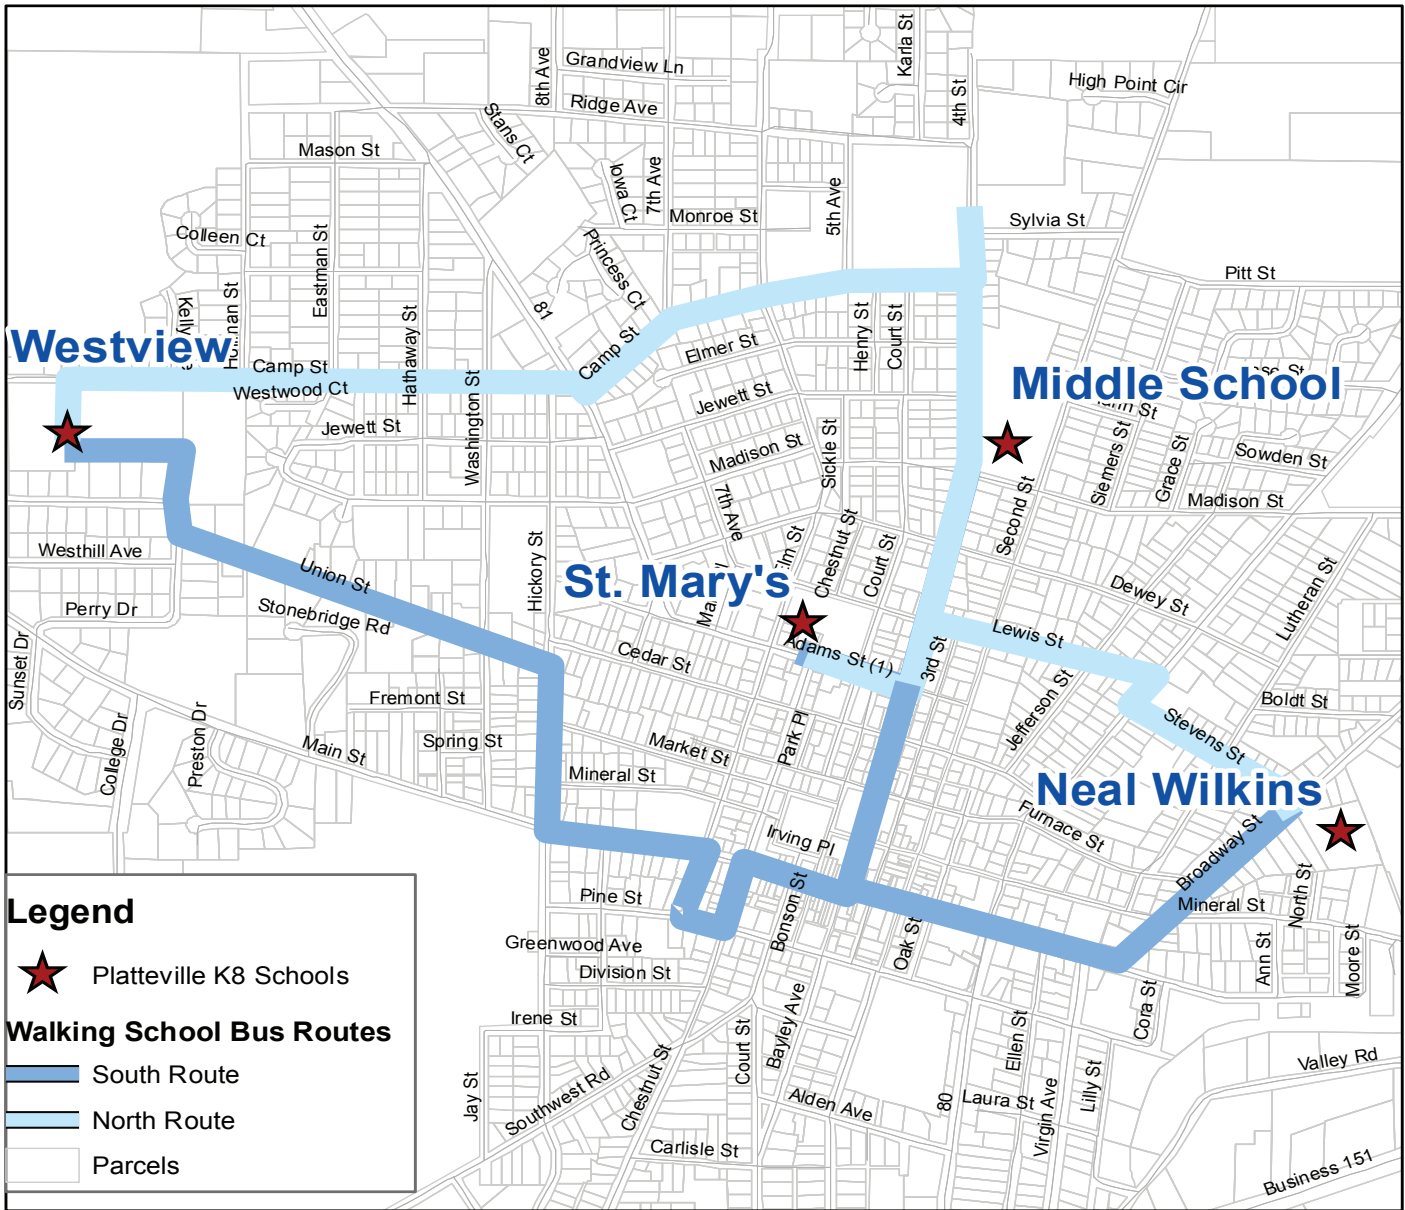 Karla St
8th Ave
Grandview Ln
4th St
High Point Cir
Ridge Ave
Stans Ct
Mason St
Iowa Ct
7th Ave
5th Ave
Monroe St
Sylvia St
Colleen Ct
Eastman St
Princess Ct
Pitt St
81
Hathaway St
Henry St
Court St
Westview
Camp St
Elmer St
Camp St
Westwood Ct
Middle School
Washington St
Jewett St
Jewett St
Sickle St
Madison St
Siemers St
Grace St
Sowden St
Madison St
Second St
7th Ave
Chestnut St
Court St
Westhill Ave
Union St
Hickory St
St. Mary's
Dewey St
Lutheran St
Perry Dr
Stonebridge Rd
Lewis St
Adams St (1)
3rd St
Cedar St
Sunset Dr
Fremont St
Jefferson St
Boldt St
College Dr
Preston Dr
Main St
Spring St
Market St
Park Pl
Stevens St
Mineral St
Neal Wilkins
Irving Pl
Furnace St
Broadway St
Pine St
Bonson St
Mineral St
North St
Greenwood Ave
Oak St
Division St
Ann St
Moore St
Irene St
Bayley Ave
Court St
Cora St
Ellen St
Valley Rd
Jay St
Southwest Rd
Chestnut St
Alden Ave
80
Laura St
Virgin Ave
Lilly St
Carlisle St
Business 151
Legend
Platteville K8 Schools
Walking School Bus Routes
South Route
North Route
Parcels